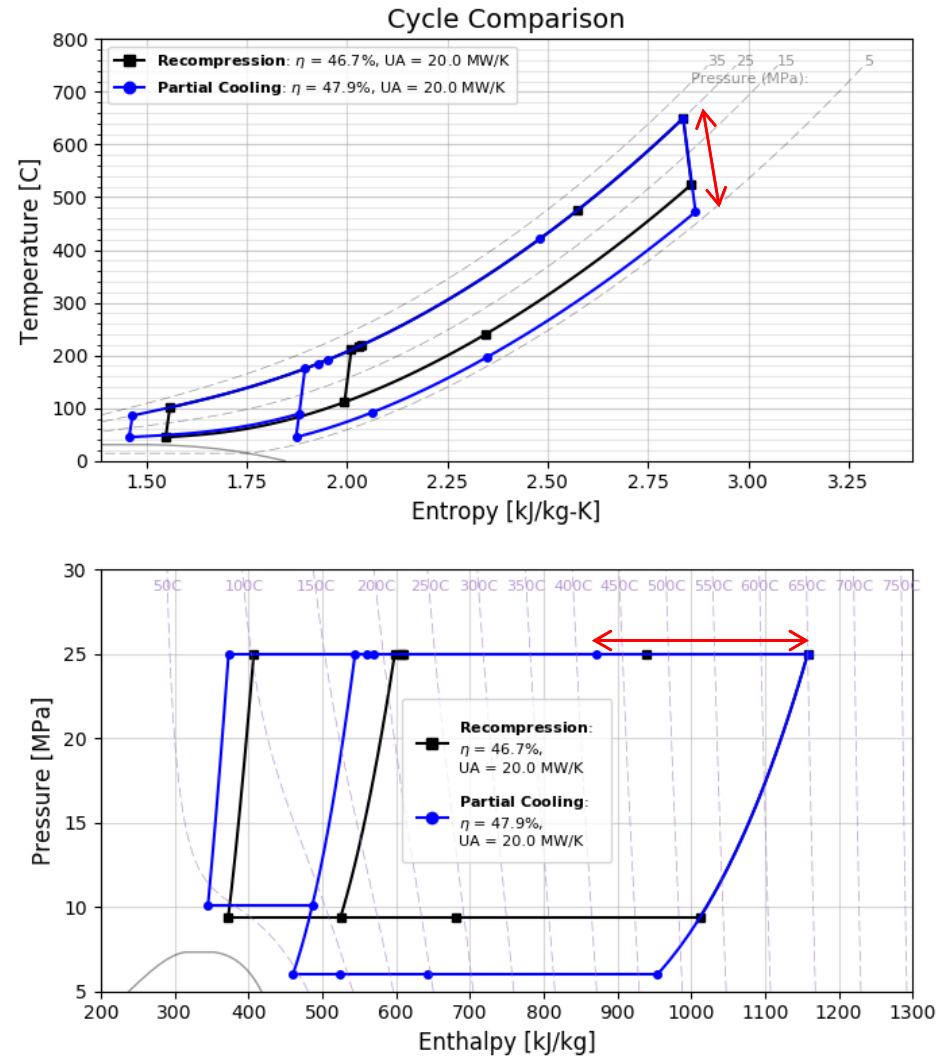 Cycle Comparison
800
700
600
500
400
300
200
100
0
Temperature [C]
Recompression: η = 46.7%, UA = 20.0 MW/K
Partial Cooling: η = 47.9%, UA = 20.0 MW/K
35 25 15 5
Pressure (MPa):
1.50 1.75 2.00 2.25 2.50 2.75 3.00 3.25
Entropy [kJ/kg-K]
30
25
20
15
10
5
Pressure [MPa]
50C 100C 150C 200C 250C 300C 350C 400C 450C 500C 550C 600C 650C 700C 750C
Recompression:
η = 46.7%,
UA = 20.0 MW/K
Partial Cooling:
η = 47.9%,
UA = 20.0 MW/K
200 300 400 500 600 700 800 900 1000 1100 1200 1300
Enthalpy [kJ/kg]